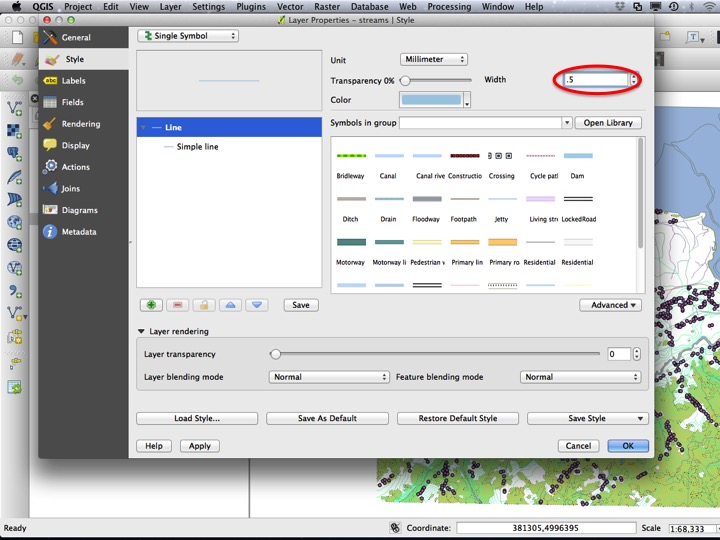 QGIS Project Edit View Layer Settings Plugins Vector Raster Database Web Processing Window Help
Layer Properties - streams | Style
General
Style
abc Labels
Fields
Rendering
Display
Actions
Joins
Diagrams
i Metadata
Single Symbol
Unit Millimeter
Transparency 0% Width .5
Color
Line
Simple line
Symbols in group Open Library
Bridleway Canal Canal rive Constructio Crossing Cycle patl Dam
Ditch Drain Floodway Footpath Jetty Living stre LockedRoad
Motorway Motorway li Pedestrian w Primary lin Primary ro Residential Residential
Save Advanced
Layer rendering
Layer transparency 0
Layer blending mode Normal Feature blending mode Normal
Load Style... Save As Default Restore Default Style Save Style
Help Apply Cancel OK
Ready Coordinate: 381305,4996395 Scale 1:68,333